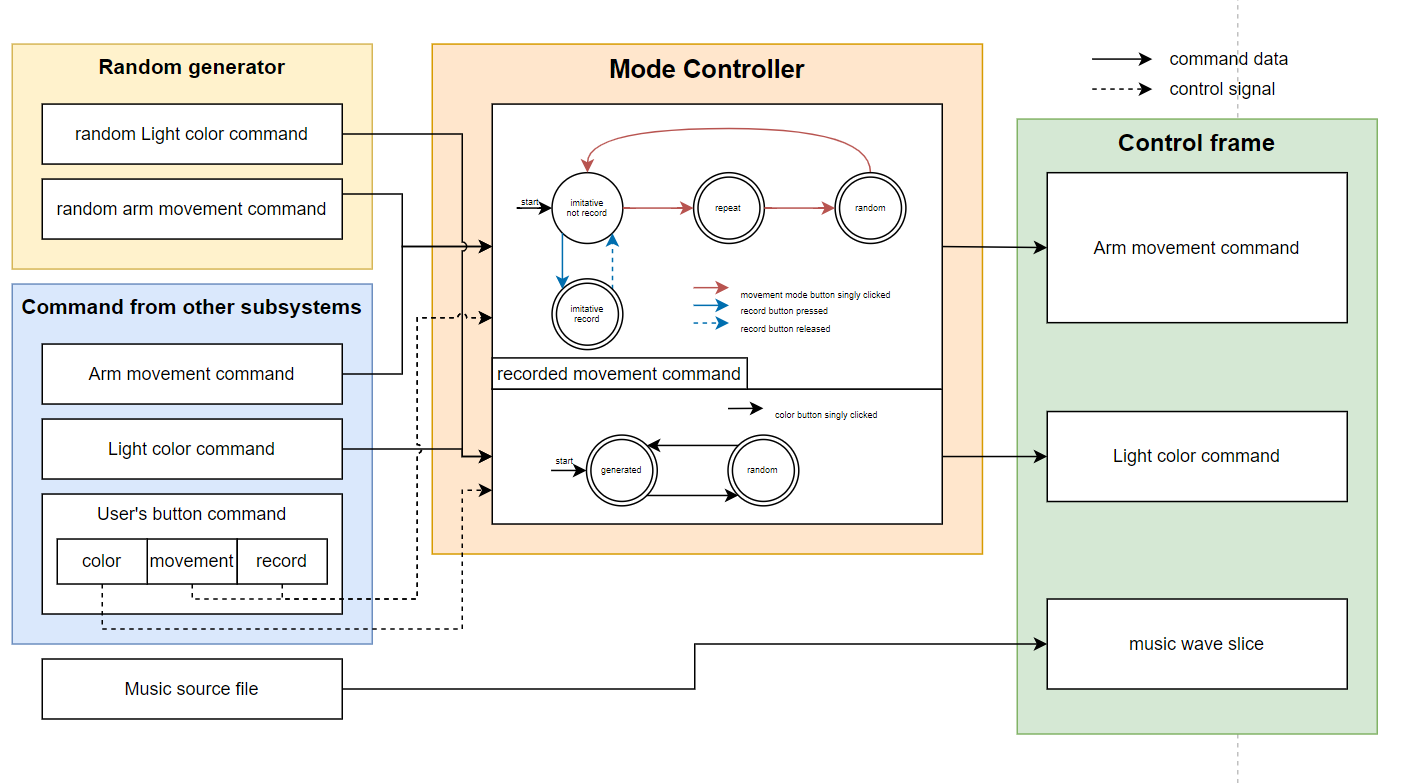 Random generator
random Light color command
random arm movement command
Command from other subsystems
Arm movement command
Light color command
User's button command
color
movement
record
Music source file
Mode Controller
start
imitative
not record
repeat
random
imitative
record
movement mode button singly clicked
record button pressed
record button released
recorded movement command
color button singly clicked
start
generated
random
command data
control signal
Control frame
Arm movement command
Light color command
music wave slice